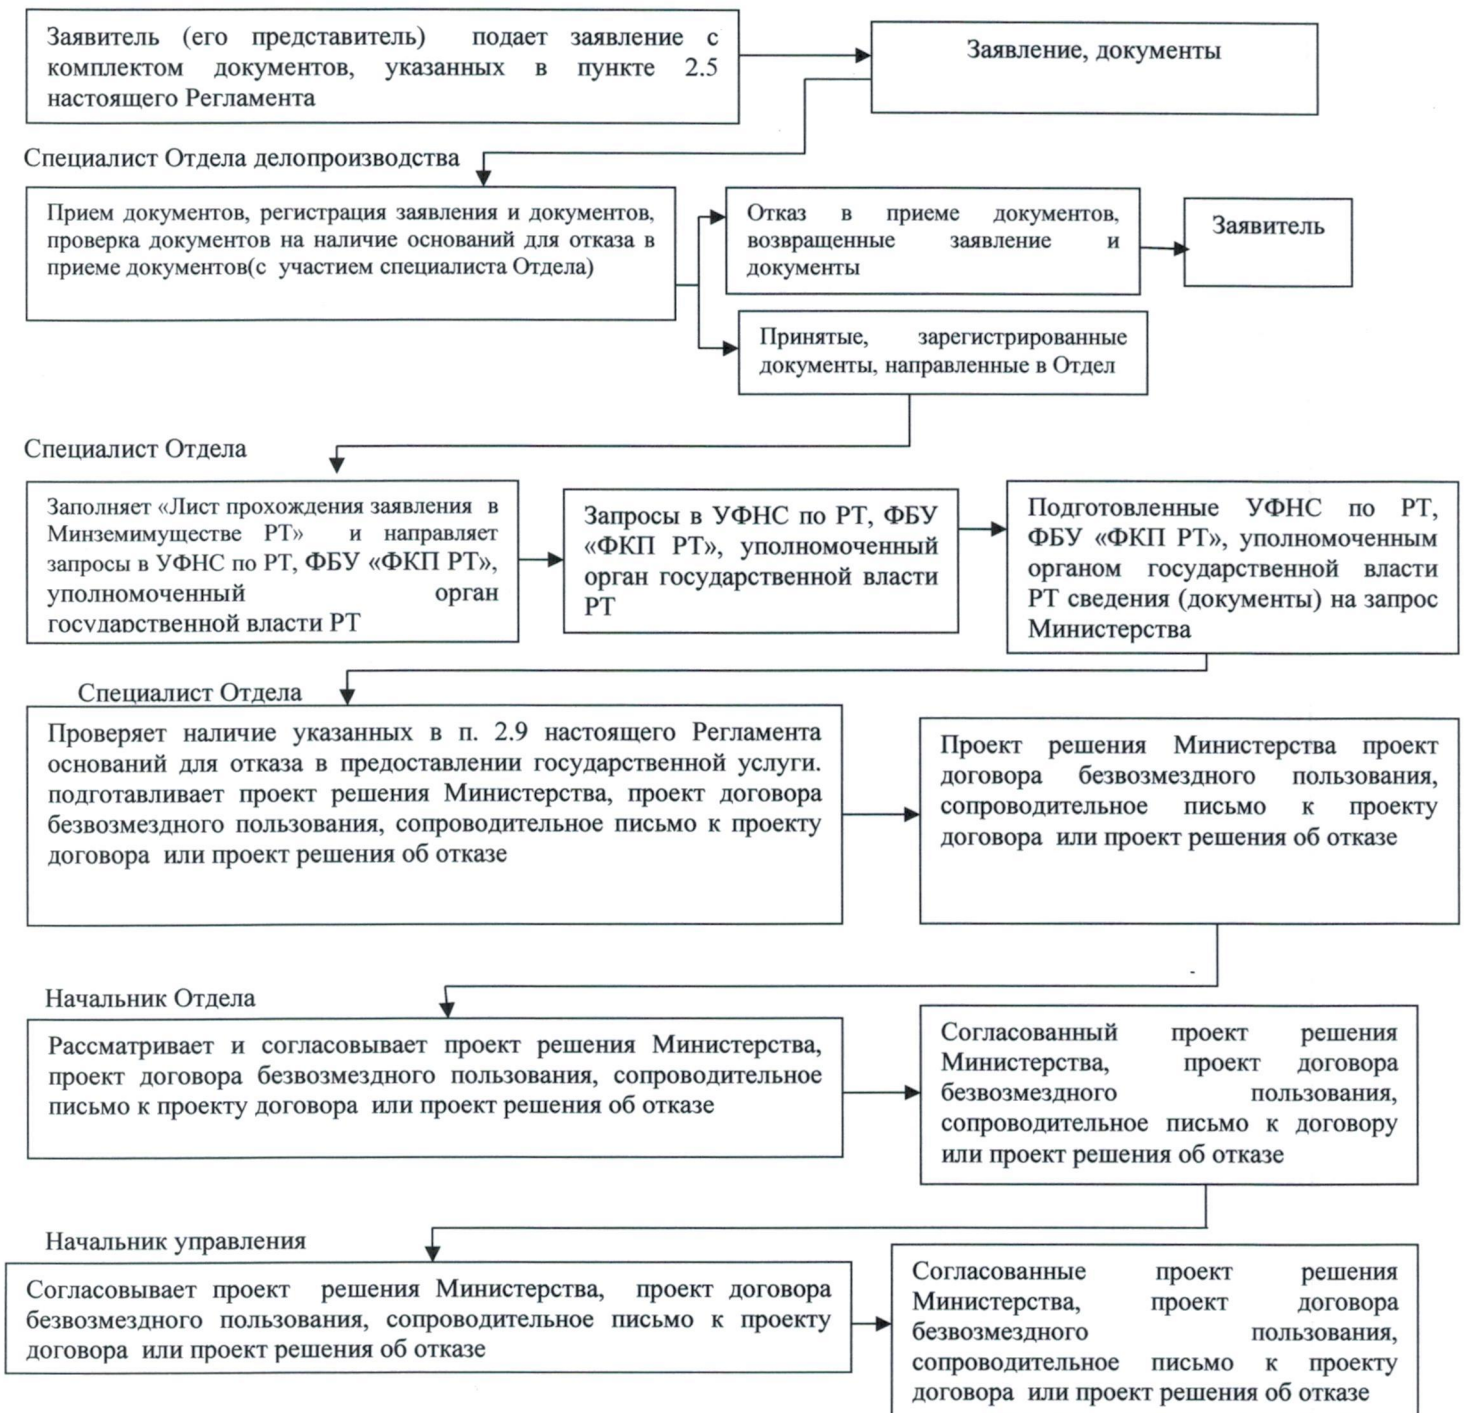 Заявитель (его представитель) подает заявление с
комплектом документов, указанных в пункте 2.5
настоящего Регламента
Заявление, документы
Специалист Отдела делопроизводства
Прием документов, регистрация заявления и документов,
проверка документов на наличие оснований для отказа в
приеме документов(с участием специалиста Отдела)
Отказ в приеме документов,
возвращенные заявление и
документы
Заявитель
Принятые, зарегистрированные
документы, направленные в Отдел
Специалист Отдела
Заполняет «Лист прохождения заявления в
Минземимуществе РТ» и направляет
запросы в УФНС по РТ, ФБУ «ФКП РТ»,
уполномоченный орган
государственной власти РТ
Запросы в УФНС по РТ, ФБУ
«ФКП РТ», уполномоченный
орган государственной власти
РТ
Подготовленные УФНС по РТ,
ФБУ «ФКП РТ», уполномоченным
органом государственной власти
РТ сведения (документы) на запрос
Министерства
Специалист Отдела
Проверяет наличие указанных в п. 2.9 настоящего Регламента
оснований для отказа в предоставлении государственной услуги.
подготавливает проект решения Министерства, проект договора
безвозмездного пользования, сопроводительное письмо к проекту
договора или проект решения об отказе
Проект решения Министерства проект
договора безвозмездного пользования,
сопроводительное письмо к проекту
договора или проект решения об отказе
Начальник Отдела
Рассматривает и согласовывает проект решения Министерства,
проект договора безвозмездного пользования, сопроводительное
письмо к проекту договора или проект решения об отказе
Согласованный проект решения
Министерства, проект договора
безвозмездного пользования,
сопроводительное письмо к договору
или проект решения об отказе
Начальник управления
Согласовывает проект решения Министерства, проект договора
безвозмездного пользования, сопроводительное письмо к проекту
договора или проект решения об отказе
Согласованные проект решения
Министерства, проект договора
безвозмездного пользования,
сопроводительное письмо к проекту
договора или проект решения об отказе